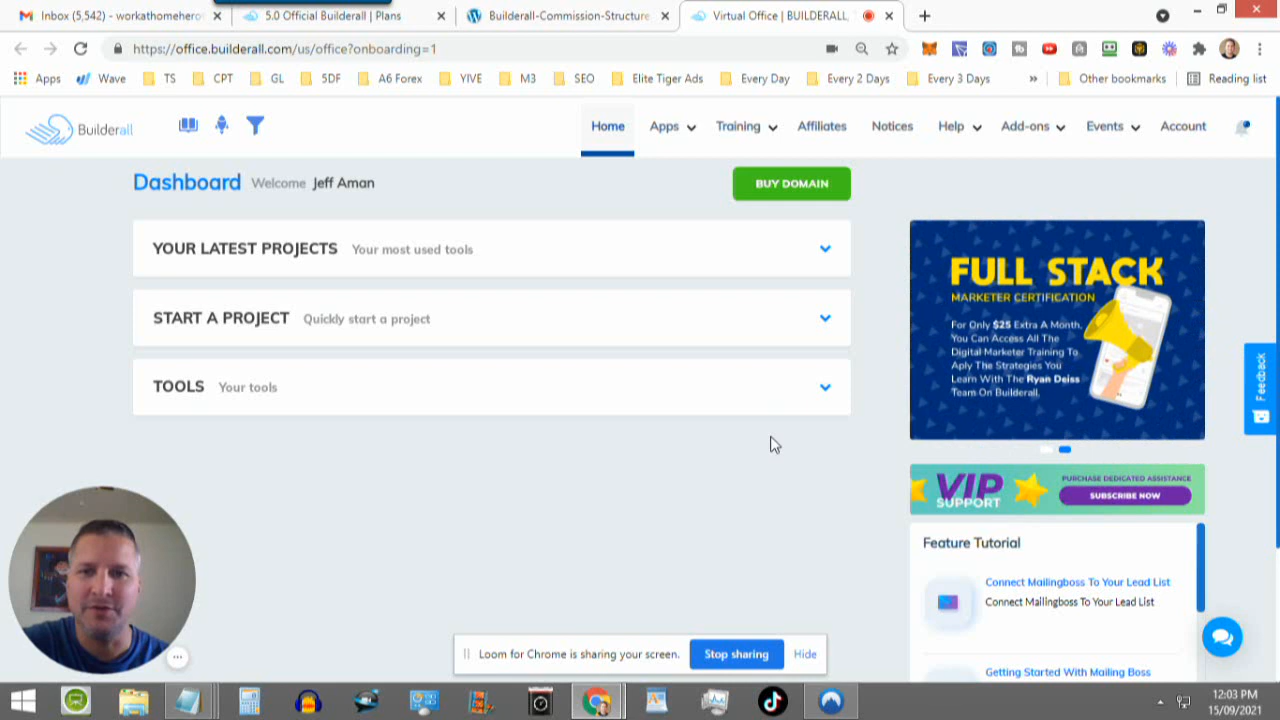 Inbox (5,542) - workathomehero
5.0 Official Builderall | Plans
Builderall-Commission-Structure
Virtual Office | BUILDERALL,
https://office.builderall.com/us/office?onboarding=1
Apps
Wave
TS
CPT
GL
5DF
A6 Forex
YIVE
M3
SEO
Elite Tiger Ads
Every Day
Every 2 Days
Every 3 Days
»
Other bookmarks
Reading list
Builderall
Home
Apps
Training
Affiliates
Notices
Help
Add-ons
Events
Account
Dashboard Welcome Jeff Aman
BUY DOMAIN
YOUR LATEST PROJECTS Your most used tools
START A PROJECT Quickly start a project
TOOLS Your tools
FULL STACK
MARKETER CERTIFICATION
For Only $25 Extra A Month,
You Can Access All The
Digital Marketer Training To
Aply The Strategies You
Learn With The Ryan Deiss
Team On Builderall.
Feedback
VIP
SUPPORT
PURCHASE DEDICATED ASSISTANCE
SUBSCRIBE NOW
Feature Tutorial
Connect Mailingboss To Your Lead List
Connect Mailingboss To Your Lead List
Getting Started With Mailing Boss
Loom for Chrome is sharing your screen.
Stop sharing
Hide
12:03 PM
15/09/2021